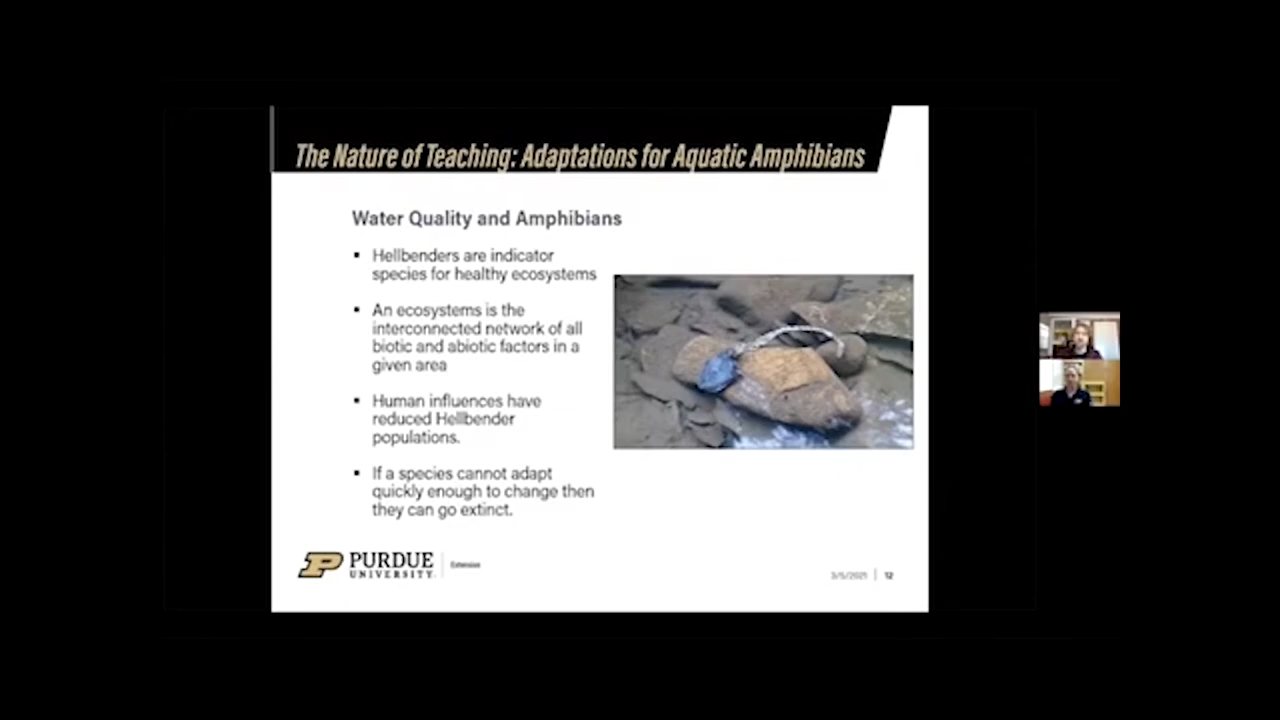 The Nature of Teaching: Adaptations for Aquatic Amphibians
Water Quality and Amphibians
▪ Hellbenders are indicator
species for healthy ecosystems
▪ An ecosystems is the
interconnected network of all
biotic and abiotic factors in a
given area
▪ Human influences have
reduced Hellbender
populations.
▪ If a species cannot adapt
quickly enough to change then
they can go extinct.
PURDUE
UNIVERSITY
Extension
3/5/2021 | 12